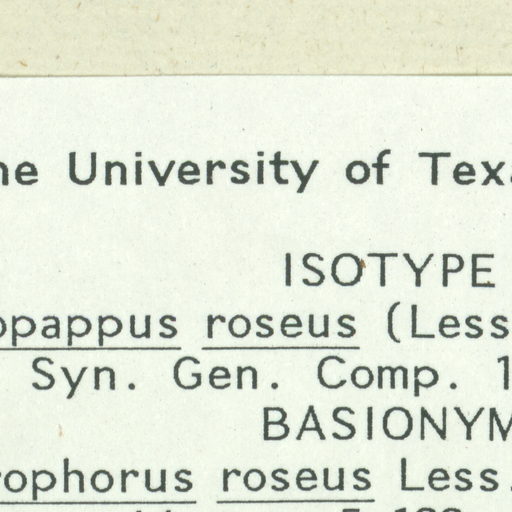 he University of Texa
ISOTYPE
opappus roseus (Less
Syn. Gen. Comp. 1
BASIONYM
rophorus roseus Less.